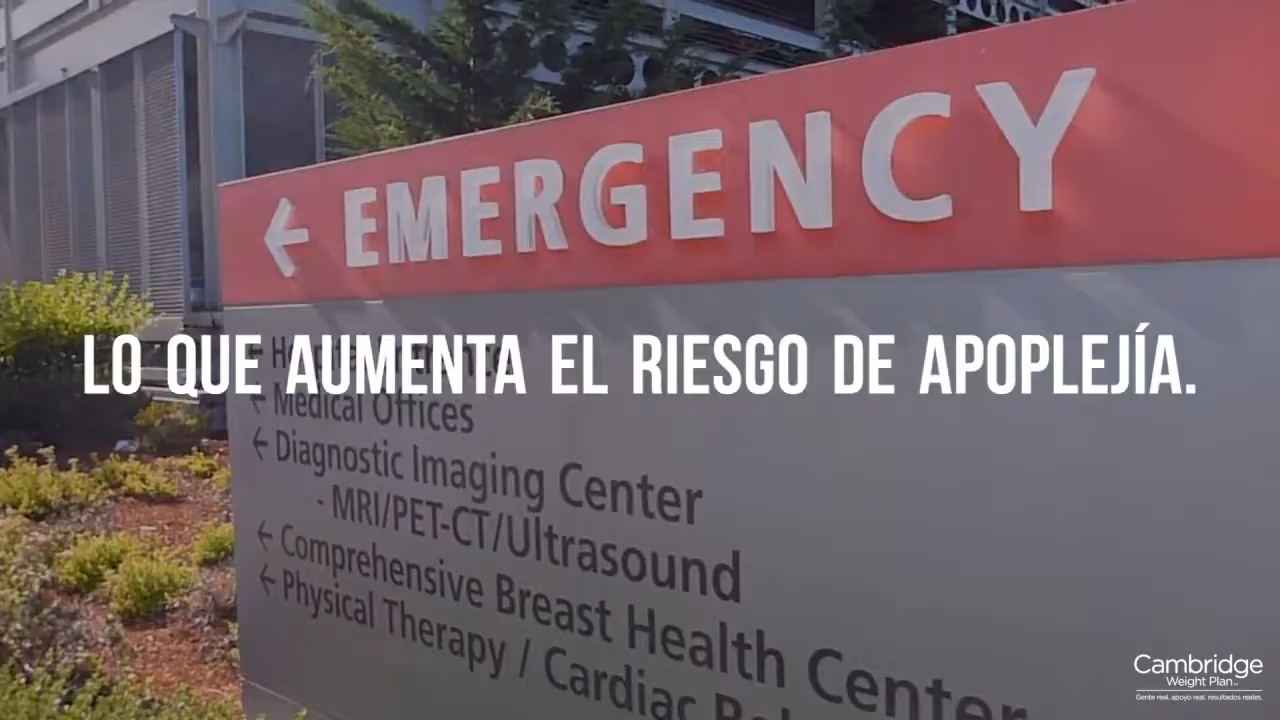 ← EMERGENCY
LO QUE AUMENTA EL RIESGO DE APOPLEJÍA.
← Medical Offices
← Diagnostic Imaging Center
- MRI/PET-CT/Ultrasound
← Comprehensive Breast Health Center
← Physical Therapy / Cardiac
Cambridge
Weight Plan
Gente real, apoyo real, resultados reales.